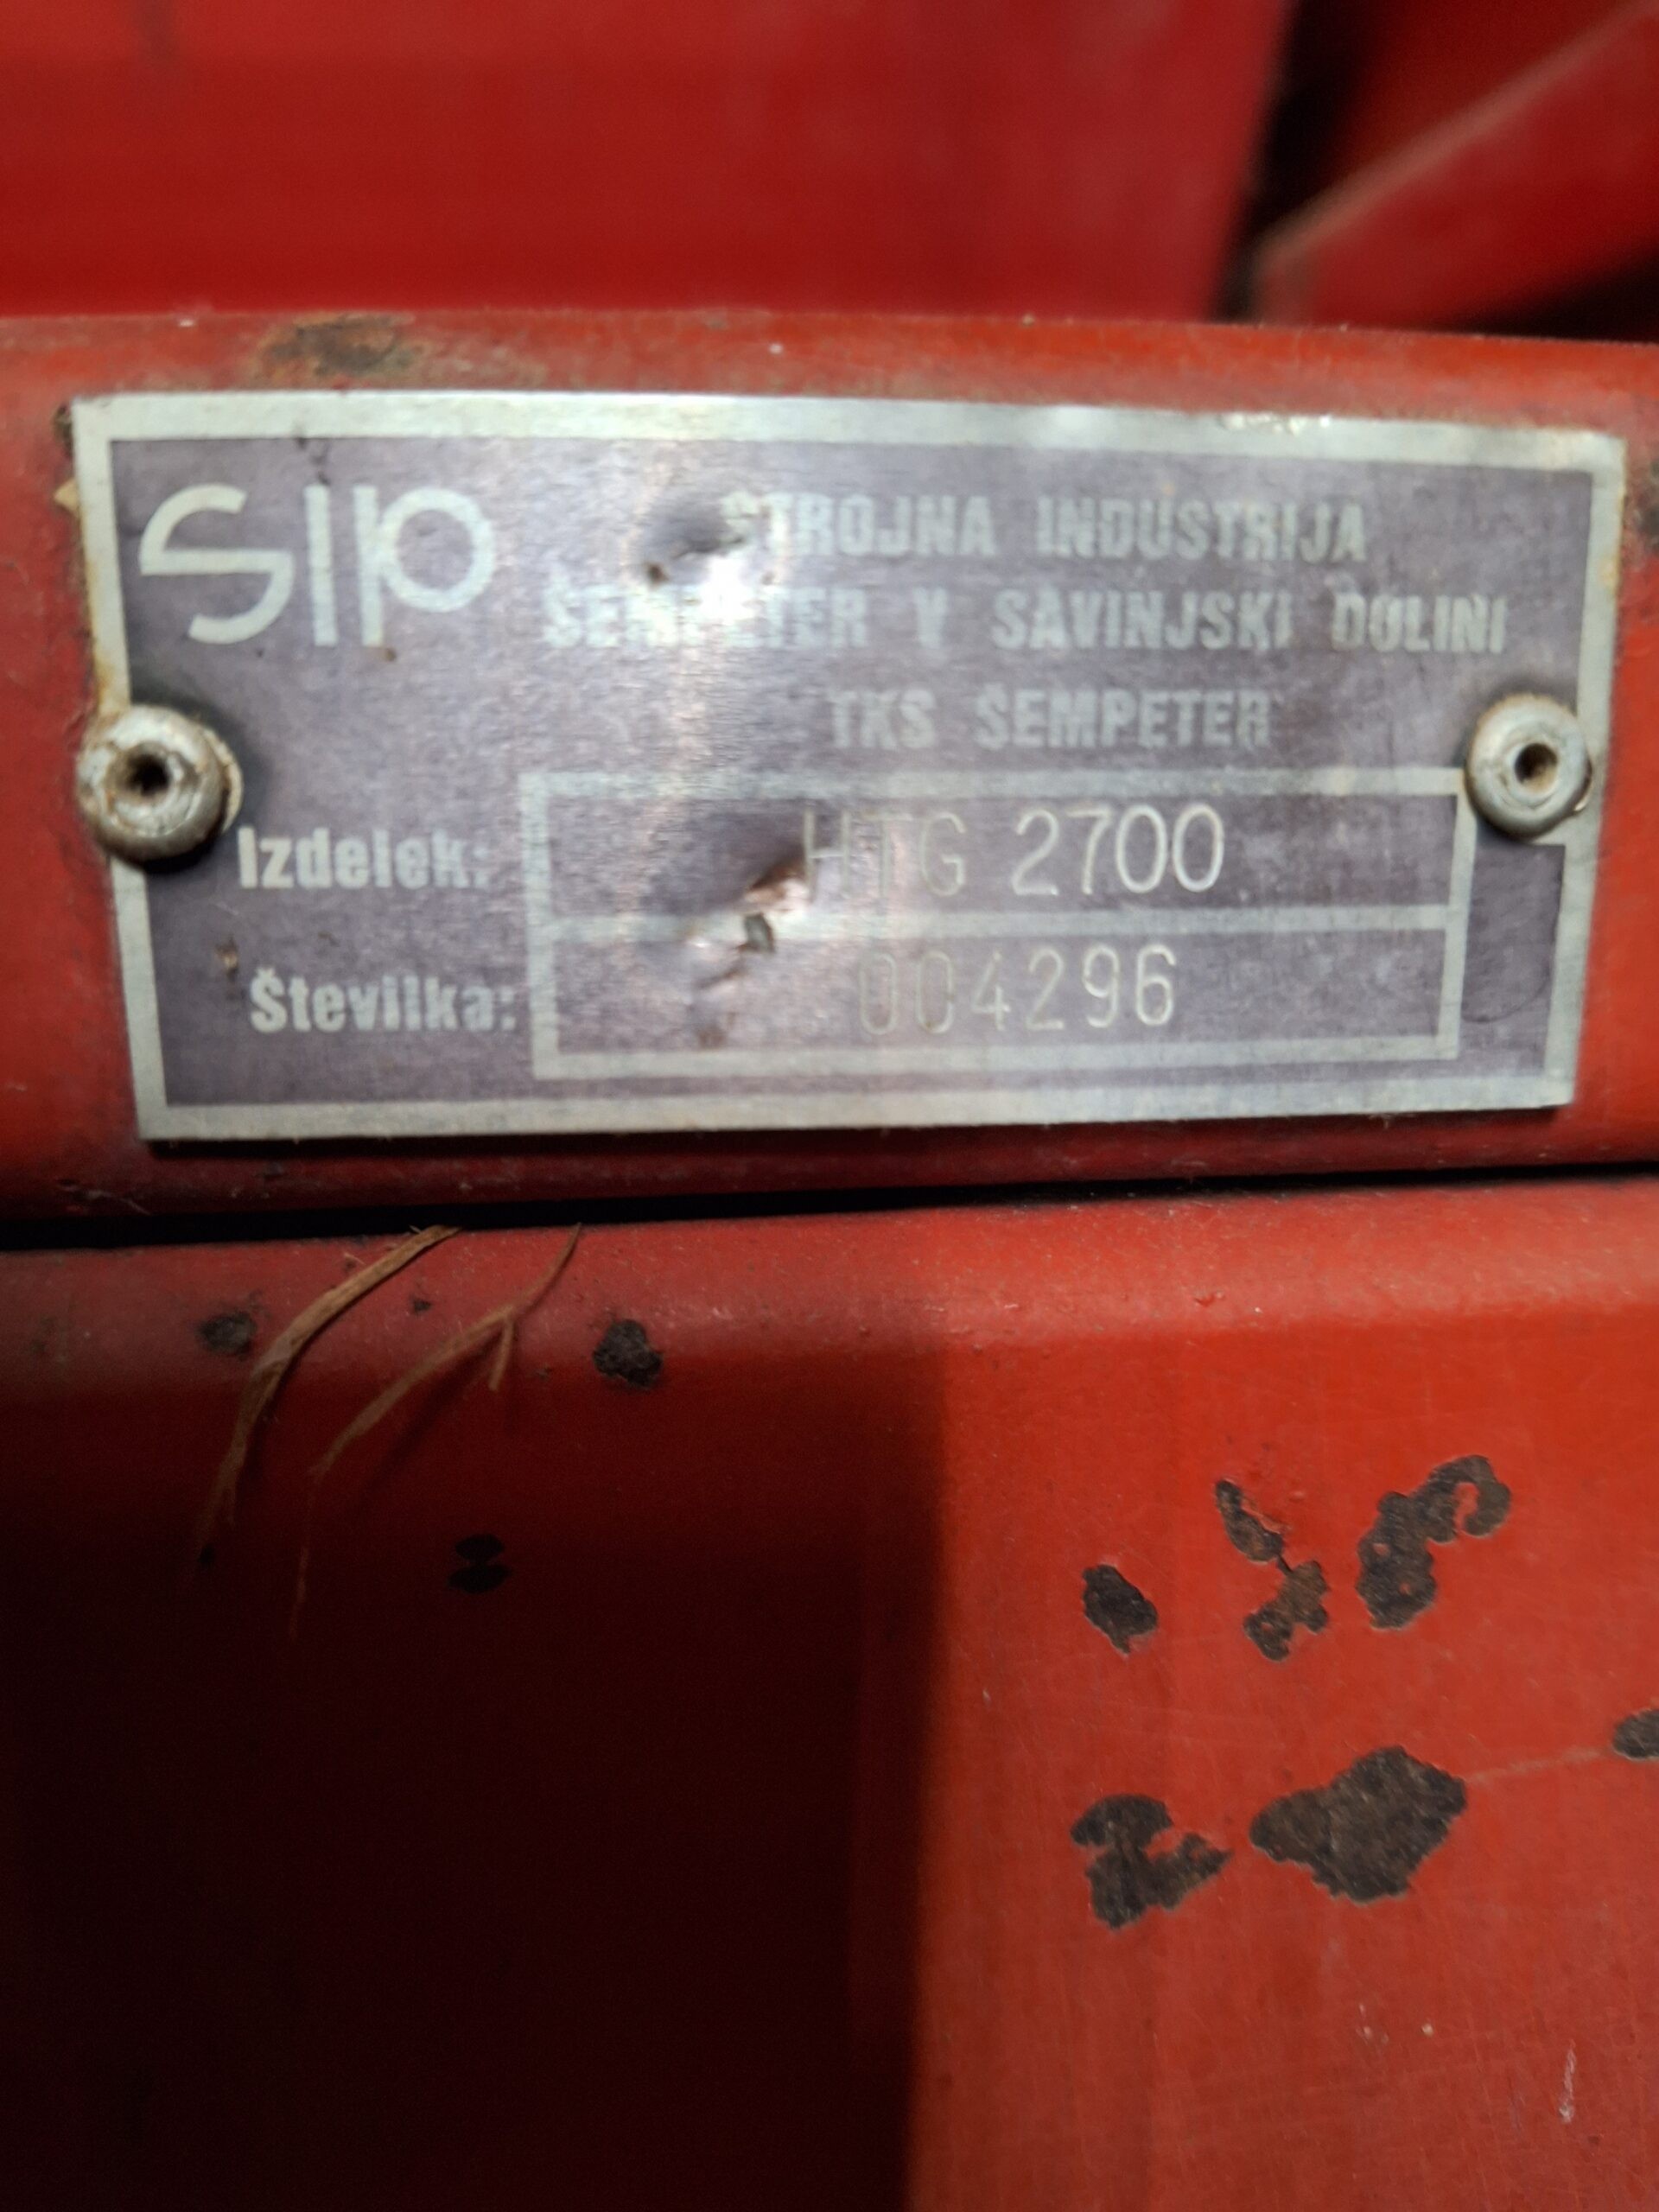 SIP
STROJNA INDUSTRIJA
ŠEMPETER V SAVINJSKI DOLINI
TKS ŠEMPETER
Izdelek: HTG 2700
Številka: 004296